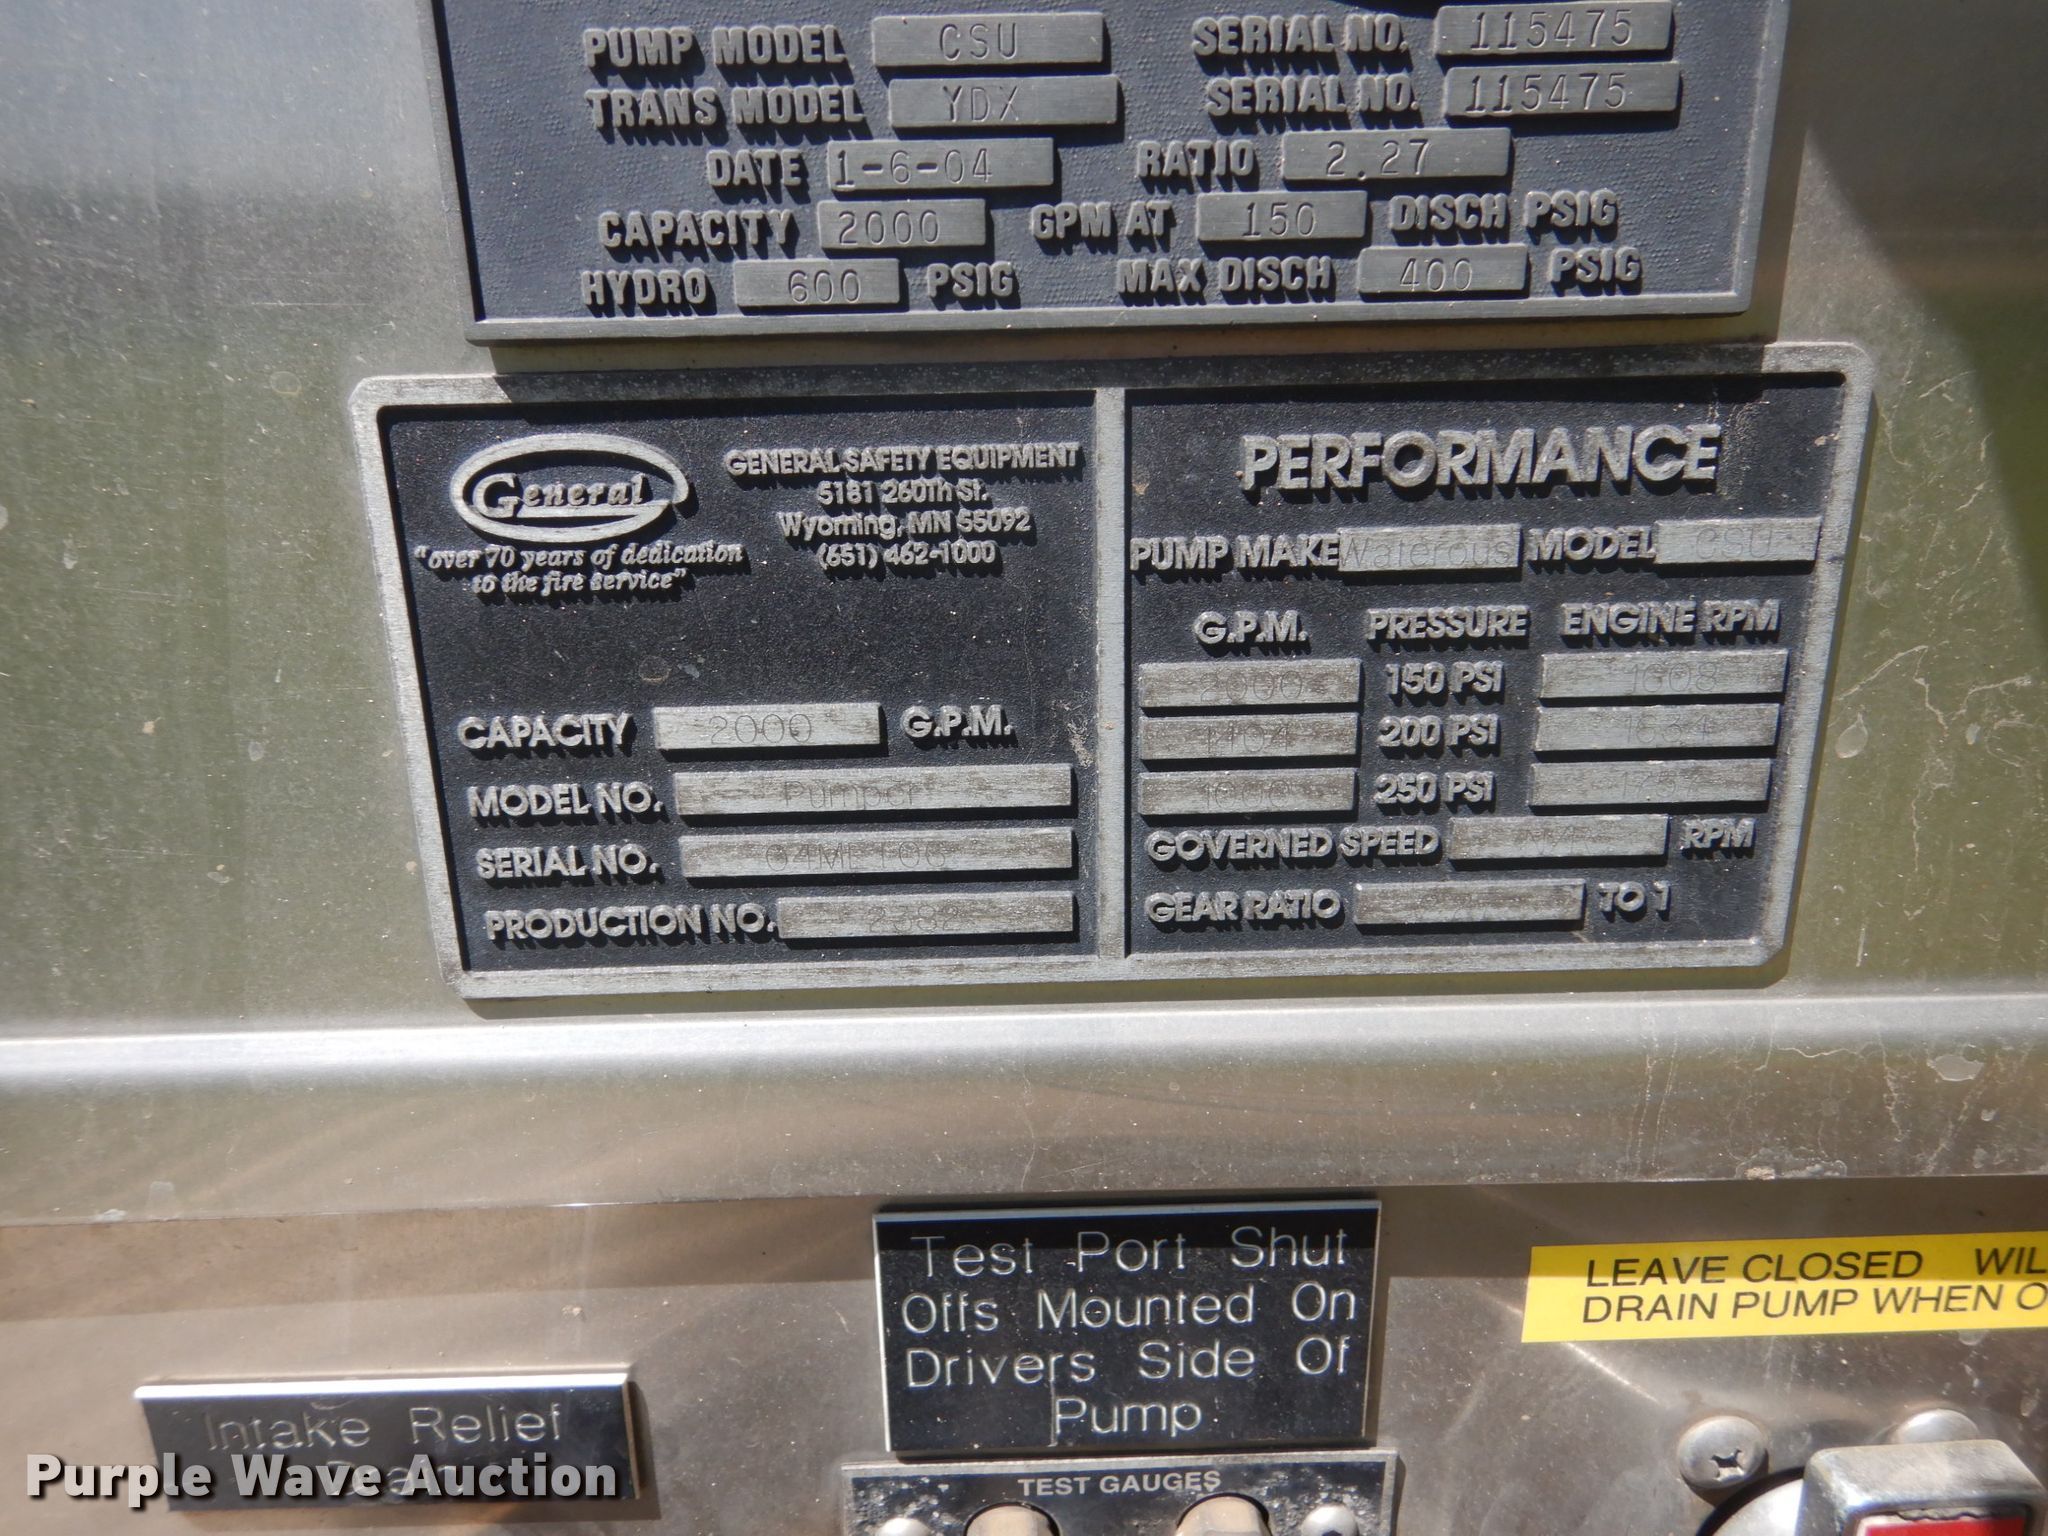 PUMP MODEL CSU SERIAL NO. 115475
TRANS MODEL YDX SERIAL NO. 115475
DATE 1-6-04 RATIO 2.27
CAPACITY 2000 GPM AT 150 DISCH PSIG
HYDRO 600 PSIG MAX DISCH 400 PSIG
General
"over 70 years of dedication
to the fire service"
GENERAL SAFETY EQUIPMENT
5181 260th St.
Wyoming, MN 55092
(651) 462-1000
CAPACITY 2000 G.P.M.
MODEL NO. Pumper
SERIAL NO.
PRODUCTION NO.
PERFORMANCE
PUMP MAKE Waterous MODEL CSU
G.P.M. PRESSURE ENGINE RPM
2000 150 PSI 1608
200 PSI 1634
250 PSI
GOVERNED SPEED RPM
GEAR RATIO TO 1
Test Port Shut
Offs Mounted On
Drivers Side Of
Pump
LEAVE CLOSED WIL
DRAIN PUMP WHEN O
Intake Relief
TEST GAUGES
Purple Wave Auction